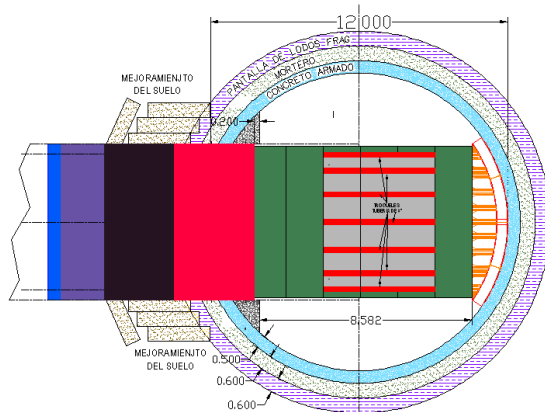 12 000
PANTALLA DE LODOS FRAG
MORTERO
CONCRETO ARMADO
MEJORAMIENJTO
DEL SUELO
0.200
TROQUELES
8.582
MEJORAMIENJTO
DEL SUELO
0.500
0.600
0.600